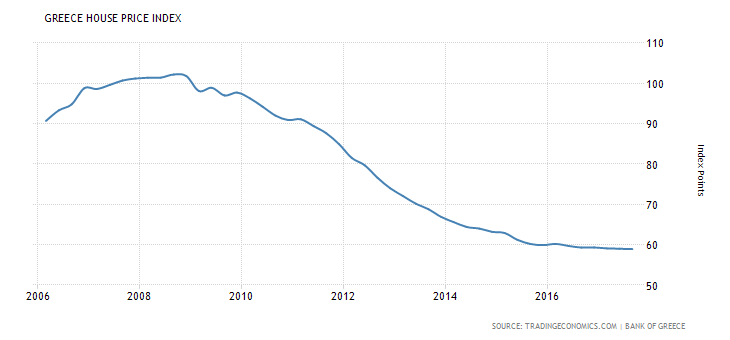 GREECE HOUSE PRICE INDEX
110
100
90
80
70
60
50
Index Points
2006 2008 2010 2012 2014 2016
SOURCE: TRADINGECONOMICS.COM | BANK OF GREECE